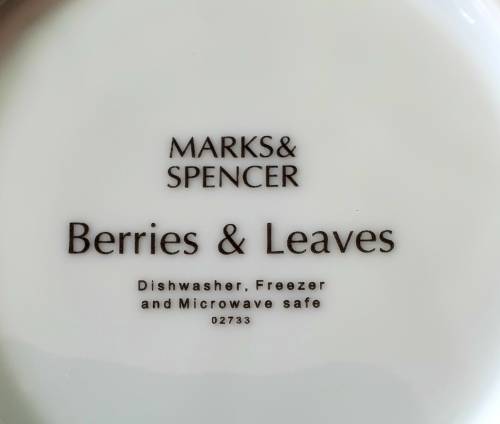 MARKS&
SPENCER
Berries & Leaves
Dishwasher, Freezer
and Microwave safe
02733